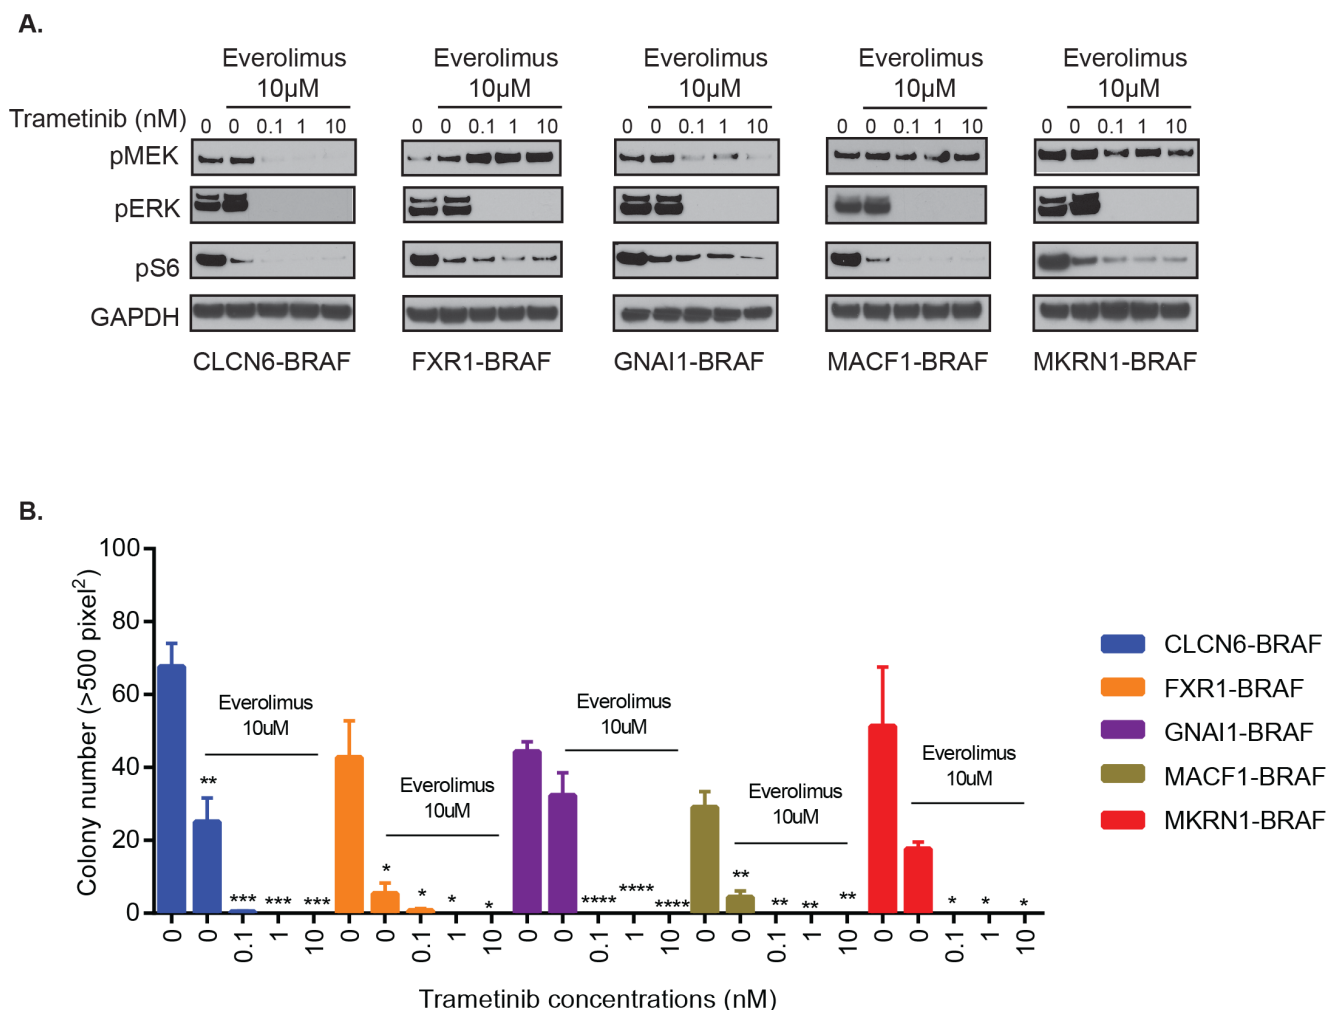 A.
Everolimus Everolimus Everolimus Everolimus Everolimus
10μM 10μM 10μM 10μM 10μM
Trametinib (nM) 0 0 0.1 1 10 0 0 0.1 1 10 0 0 0.1 1 10 0 0 0.1 1 10 0 0 0.1 1 10
pMEK
pERK
pS6
GAPDH
CLCN6-BRAF FXR1-BRAF GNAI1-BRAF MACF1-BRAF MKRN1-BRAF
B.
Colony number (>500 pixel²)
100
80
60
40
20
0
Everolimus
10uM
Everolimus
10uM
Everolimus
10uM
Everolimus
10uM
Everolimus
10uM
** *** *** *** * * * * **** **** **** ** ** ** ** * * *
0 0 0.1 1 10 0 0 0.1 1 10 0 0 0.1 1 10 0 0 0.1 1 10 0 0 0.1 1 10
Trametinib concentrations (nM)
CLCN6-BRAF
FXR1-BRAF
GNAI1-BRAF
MACF1-BRAF
MKRN1-BRAF